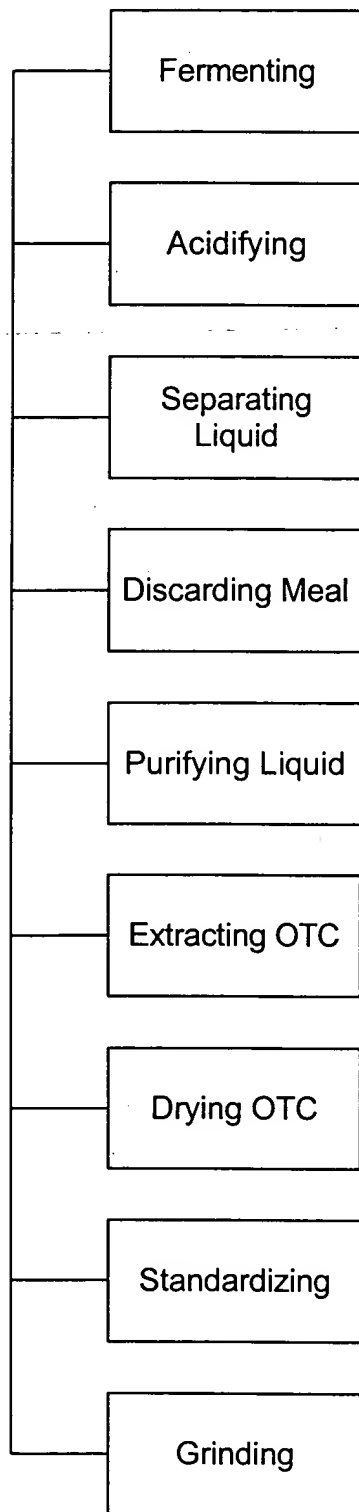 Fermenting
Acidifying
Separating
Liquid
Discarding Meal
Purifying Liquid
Extracting OTC
Drying OTC
Standardizing
Grinding